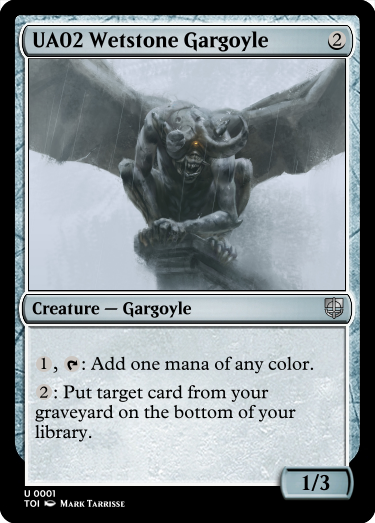 UA02 Wetstone Gargoyle 2
Creature — Gargoyle
1, : Add one mana of any color.
2: Put target card from your
graveyard on the bottom of your
library.
1/3
U 0001
TOI Mark Tarrisse